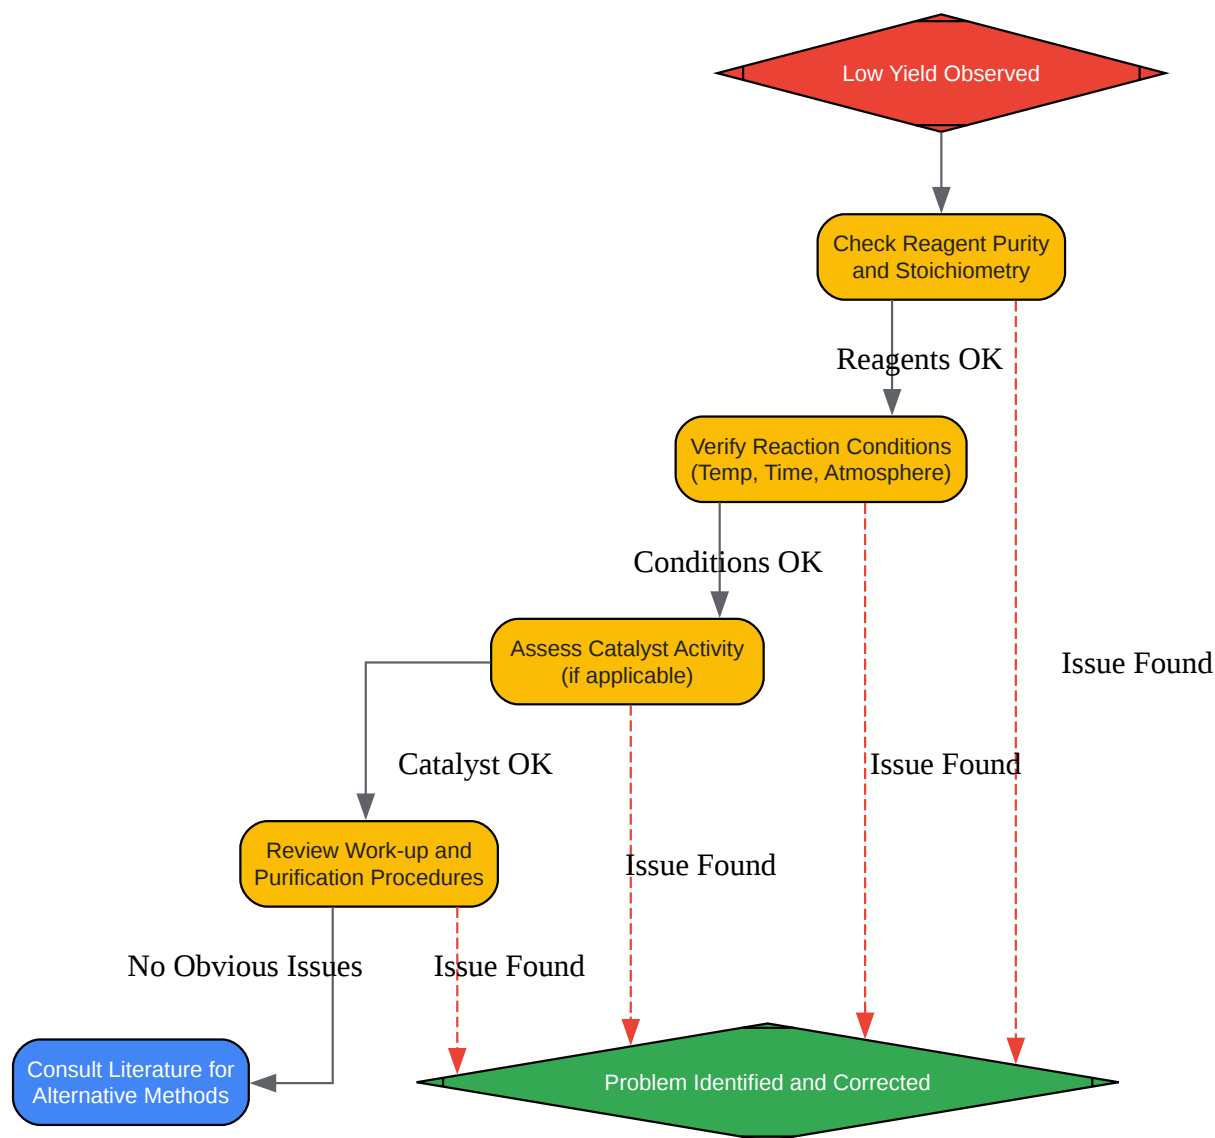 Low Yield Observed
Check Reagent Purity
and Stoichiometry
Reagents OK
Verify Reaction Conditions
(Temp, Time, Atmosphere)
Conditions OK
Assess Catalyst Activity
(if applicable)
Issue Found
Catalyst OK
Issue Found
Review Work-up and
Purification Procedures
Issue Found
No Obvious Issues
Issue Found
Consult Literature for
Alternative Methods
Problem Identified and Corrected